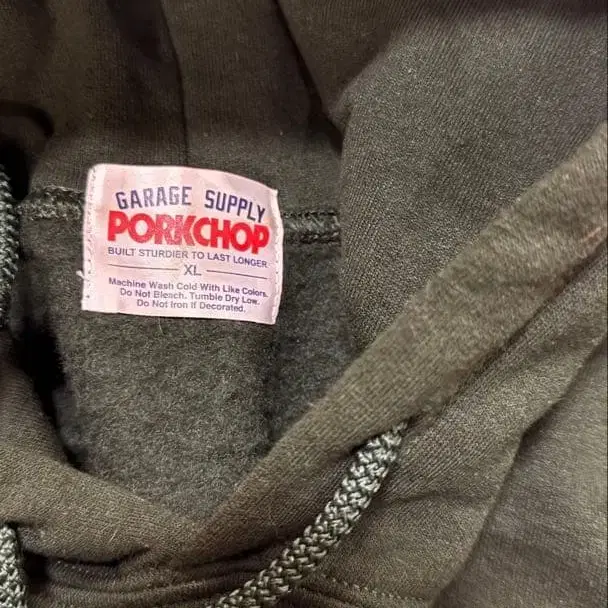 GARAGE SUPPLY
PORKCHOP
BUILT STURDIER TO LAST LONGER
XL
Machine Wash Cold With Like Colors.
Do Not Bleach. Tumble Dry Low.
Do Not Iron If Decorated.